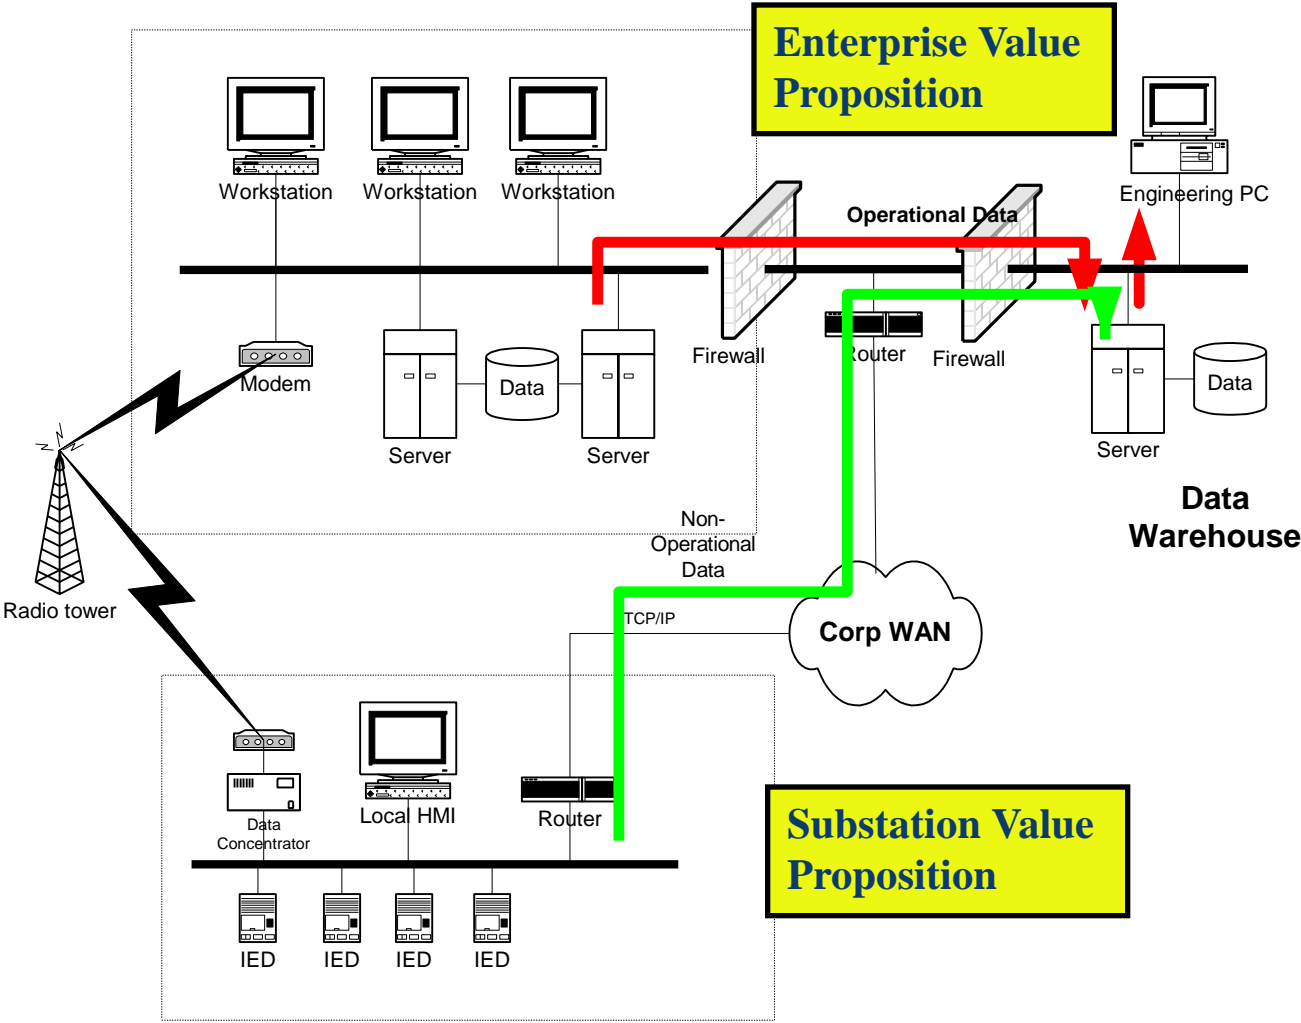 Enterprise Value
Proposition
Workstation
Workstation
Workstation
Engineering PC
Operational Data
Firewall
Router
Firewall
Modem
Data
Data
Server
Server
Server
Data
Warehouse
Non-
Operational
Data
Radio tower
TCP/IP
Corp WAN
Local HMI
Router
Data
Concentrator
Substation Value
Proposition
IED
IED
IED
IED